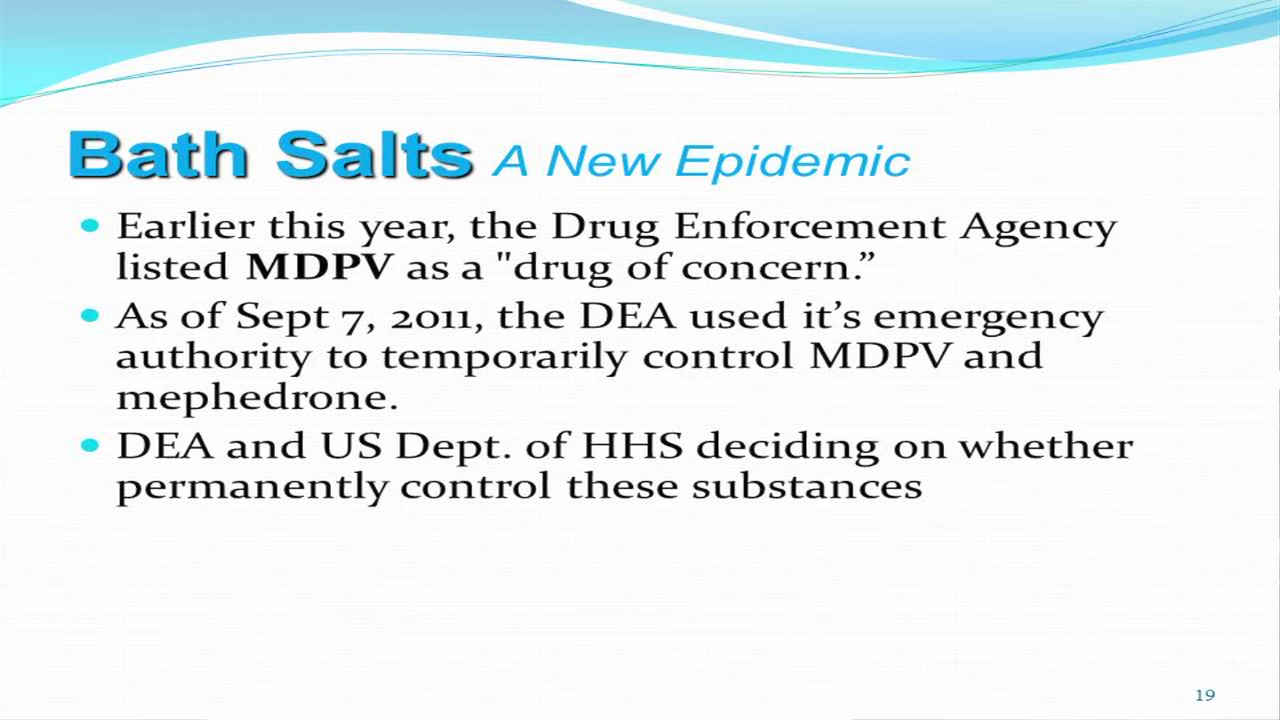 Bath Salts A New Epidemic
• Earlier this year, the Drug Enforcement Agency
listed MDPV as a "drug of concern.”
• As of Sept 7, 2011, the DEA used it’s emergency
authority to temporarily control MDPV and
mephedrone.
• DEA and US Dept. of HHS deciding on whether
permanently control these substances
19